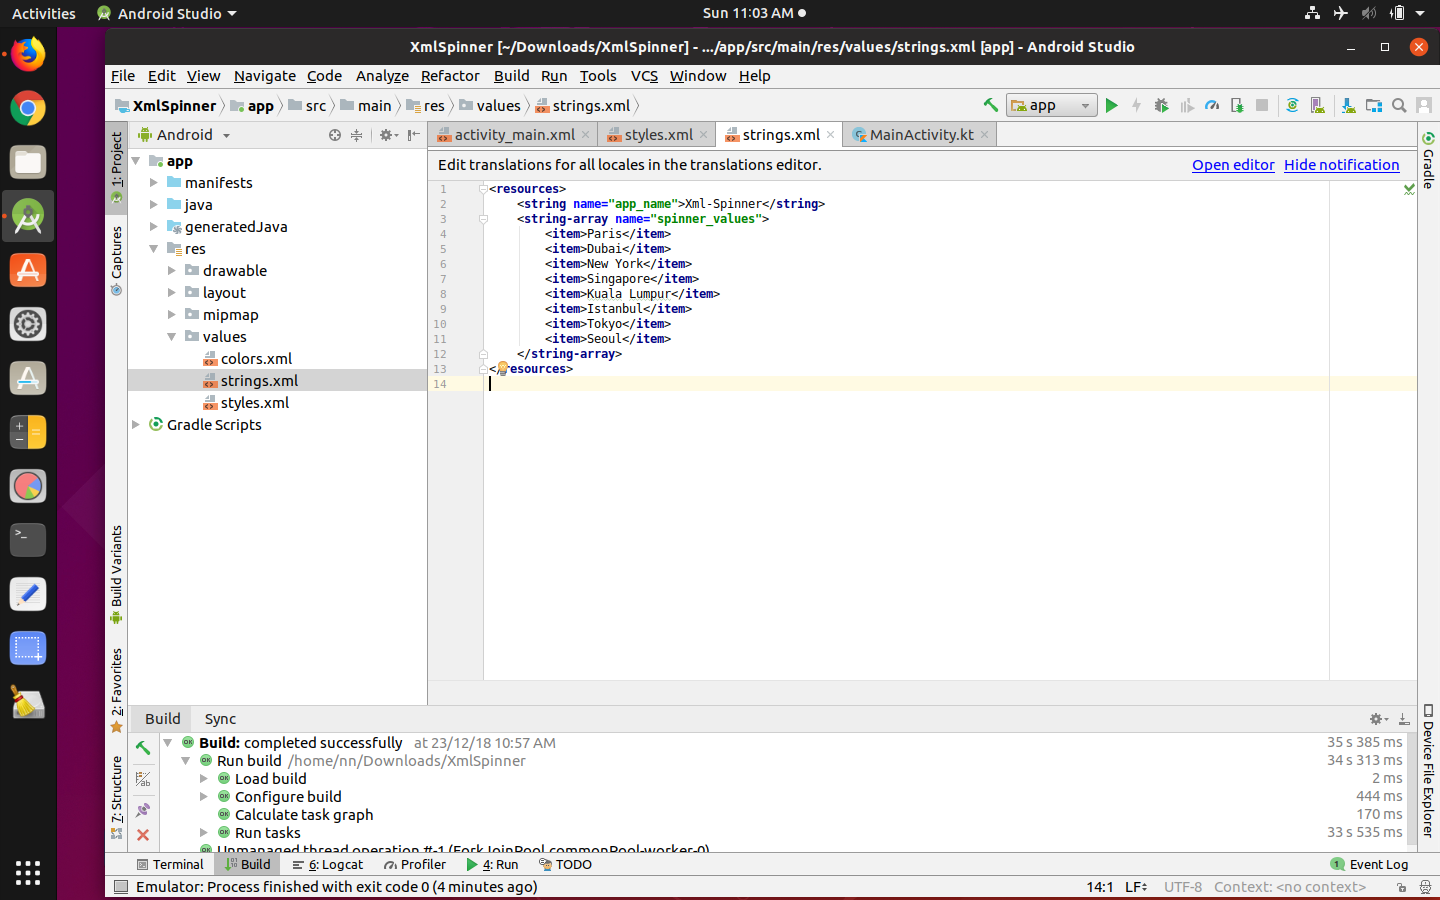 Activities
Android Studio
Sun 11:03 AM
XmlSpinner [~/Downloads/XmlSpinner] - .../app/src/main/res/values/strings.xml [app] - Android Studio
File Edit View Navigate Code Analyze Refactor Build Run Tools VCS Window Help
XmlSpinner app src main res values strings.xml
app
Android
activity_main.xml styles.xml strings.xml MainActivity.kt
1: Project
Captures
Build Variants
2: Favorites
7: Structure
app
manifests
java
generatedJava
res
drawable
layout
mipmap
values
colors.xml
strings.xml
styles.xml
Gradle Scripts
Edit translations for all locales in the translations editor.
Open editor Hide notification
1 <resources>
2 <string name="app_name">Xml-Spinner</string>
3 <string-array name="spinner_values">
4 <item>Paris</item>
5 <item>Dubai</item>
6 <item>New York</item>
7 <item>Singapore</item>
8 <item>Kuala Lumpur</item>
9 <item>Istanbul</item>
10 <item>Tokyo</item>
11 <item>Seoul</item>
12 </string-array>
13 </resources>
14
Gradle
Device File Explorer
Build Sync
Build: completed successfully at 23/12/18 10:57 AM 35 s 385 ms
Run build /home/nn/Downloads/XmlSpinner 34 s 313 ms
Load build 2 ms
Configure build 444 ms
Calculate task graph 170 ms
Run tasks 33 s 535 ms
Unmanaged thread operation #-1 (ForkJoinPool.commonPool-worker-0)
Terminal Build 6: Logcat Profiler 4: Run TODO
1 Event Log
Emulator: Process finished with exit code 0 (4 minutes ago)
14:1 LF UTF-8 Context: <no context>